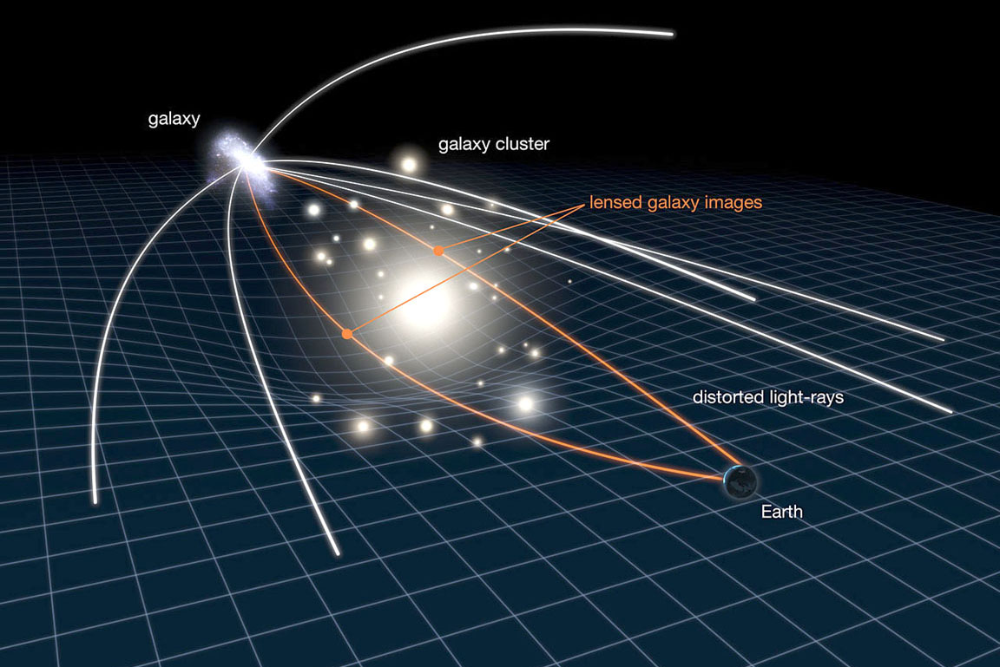 galaxy
galaxy cluster
lensed galaxy images
distorted light-rays
Earth